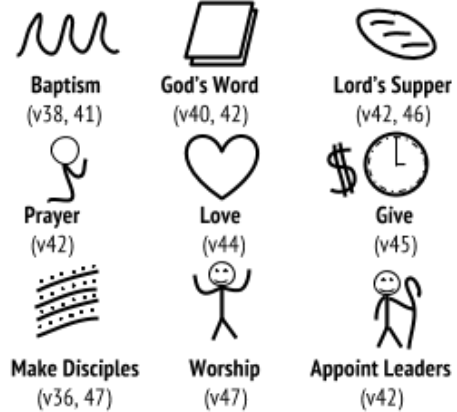 Baptism God's Word Lord's Supper
(v38, 41) (v40, 42) (v42, 46)
$
Prayer Love Give
(v42) (v44) (v45)
Make Disciples Worship Appoint Leaders
(v36, 47) (v47) (v42)